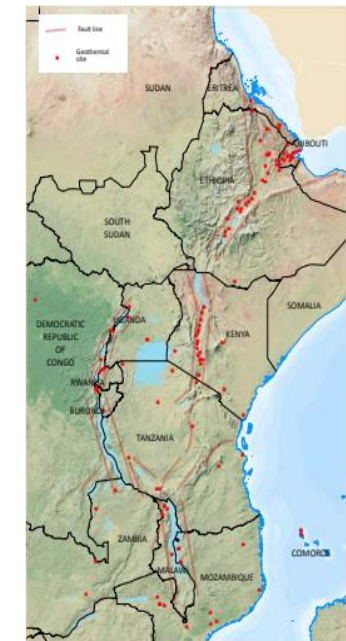 Fault line
Geothermal
site
SUDAN
ERITREA
DJIBOUTI
ETHIOPIA
SOUTH
SUDAN
SOMALIA
UGANDA
KENYA
DEMOCRATIC
REPUBLIC
OF
CONGO
RWANDA
BURUNDI
TANZANIA
ZAMBIA
COMOROS
MALAWI
MOZAMBIQUE